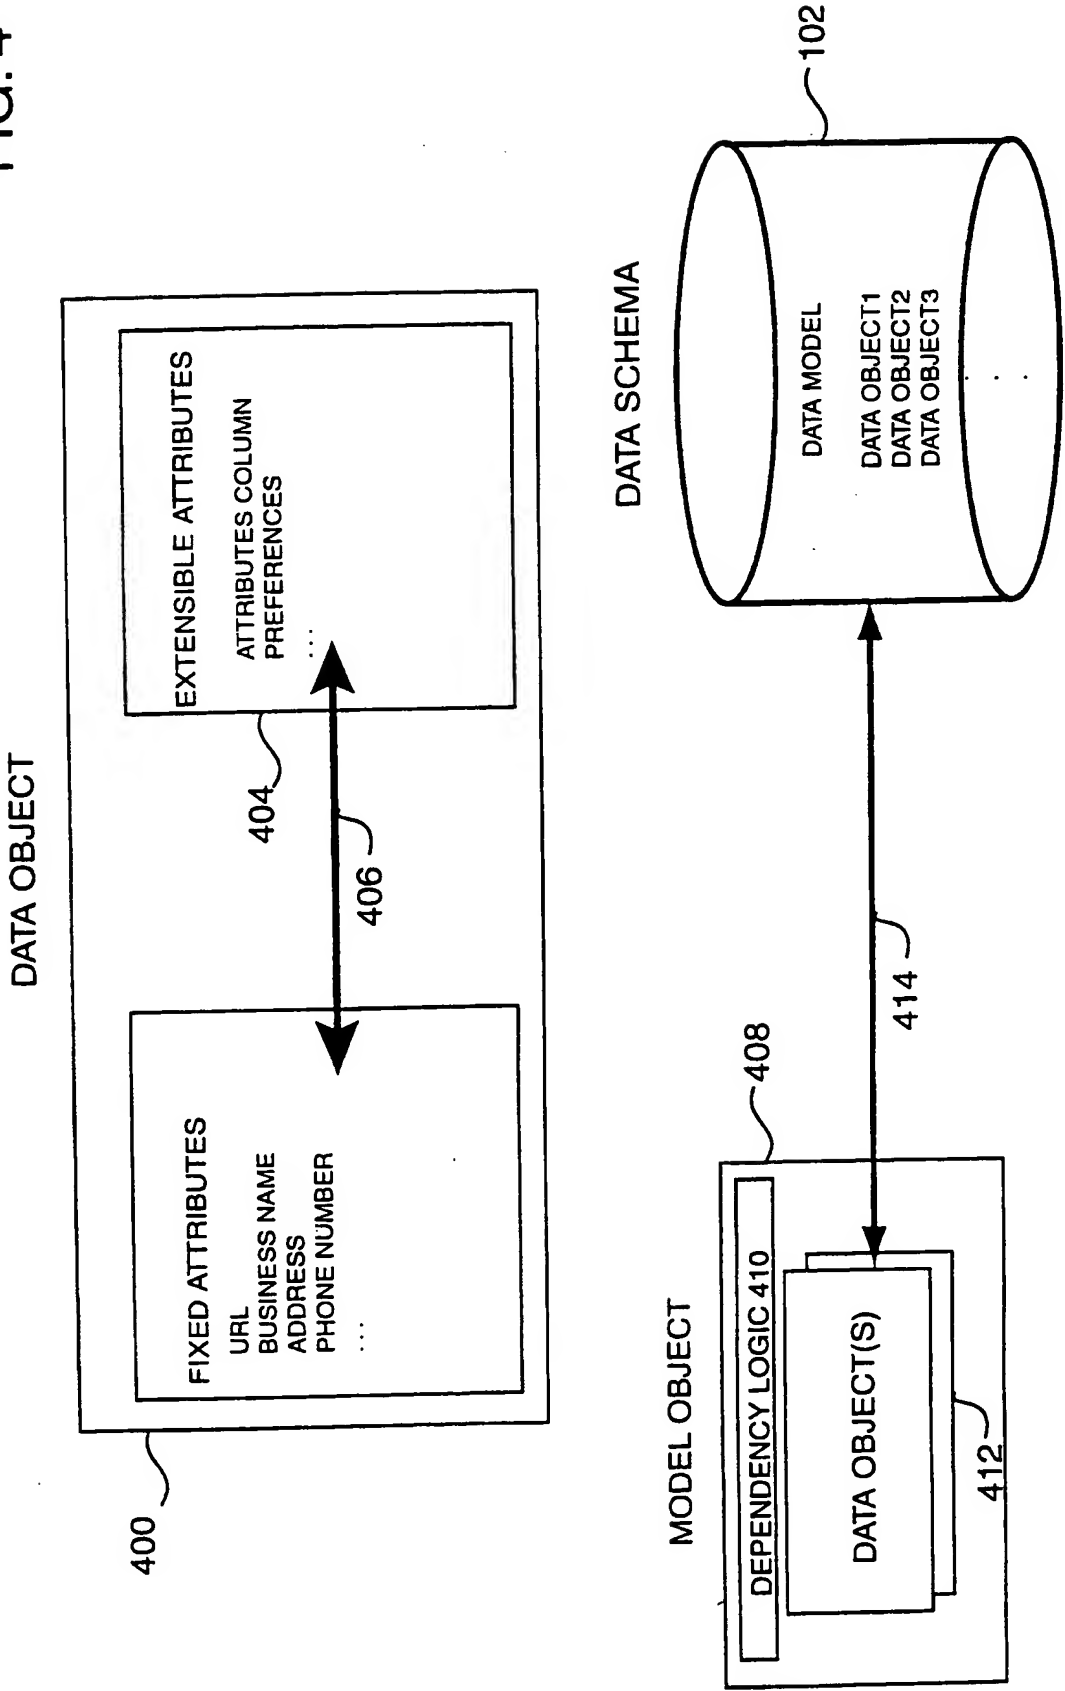 FIG. 4
DATA OBJECT
400
FIXED ATTRIBUTES
URL
BUSINESS NAME
ADDRESS
PHONE NUMBER
...
406
404
EXTENSIBLE ATTRIBUTES
ATTRIBUTES COLUMN
PREFERENCES
...
MODEL OBJECT
408
DEPENDENCY LOGIC 410
DATA OBJECT(S)
412
414
DATA SCHEMA
102
DATA MODEL
DATA OBJECT1
DATA OBJECT2
DATA OBJECT3
. . .